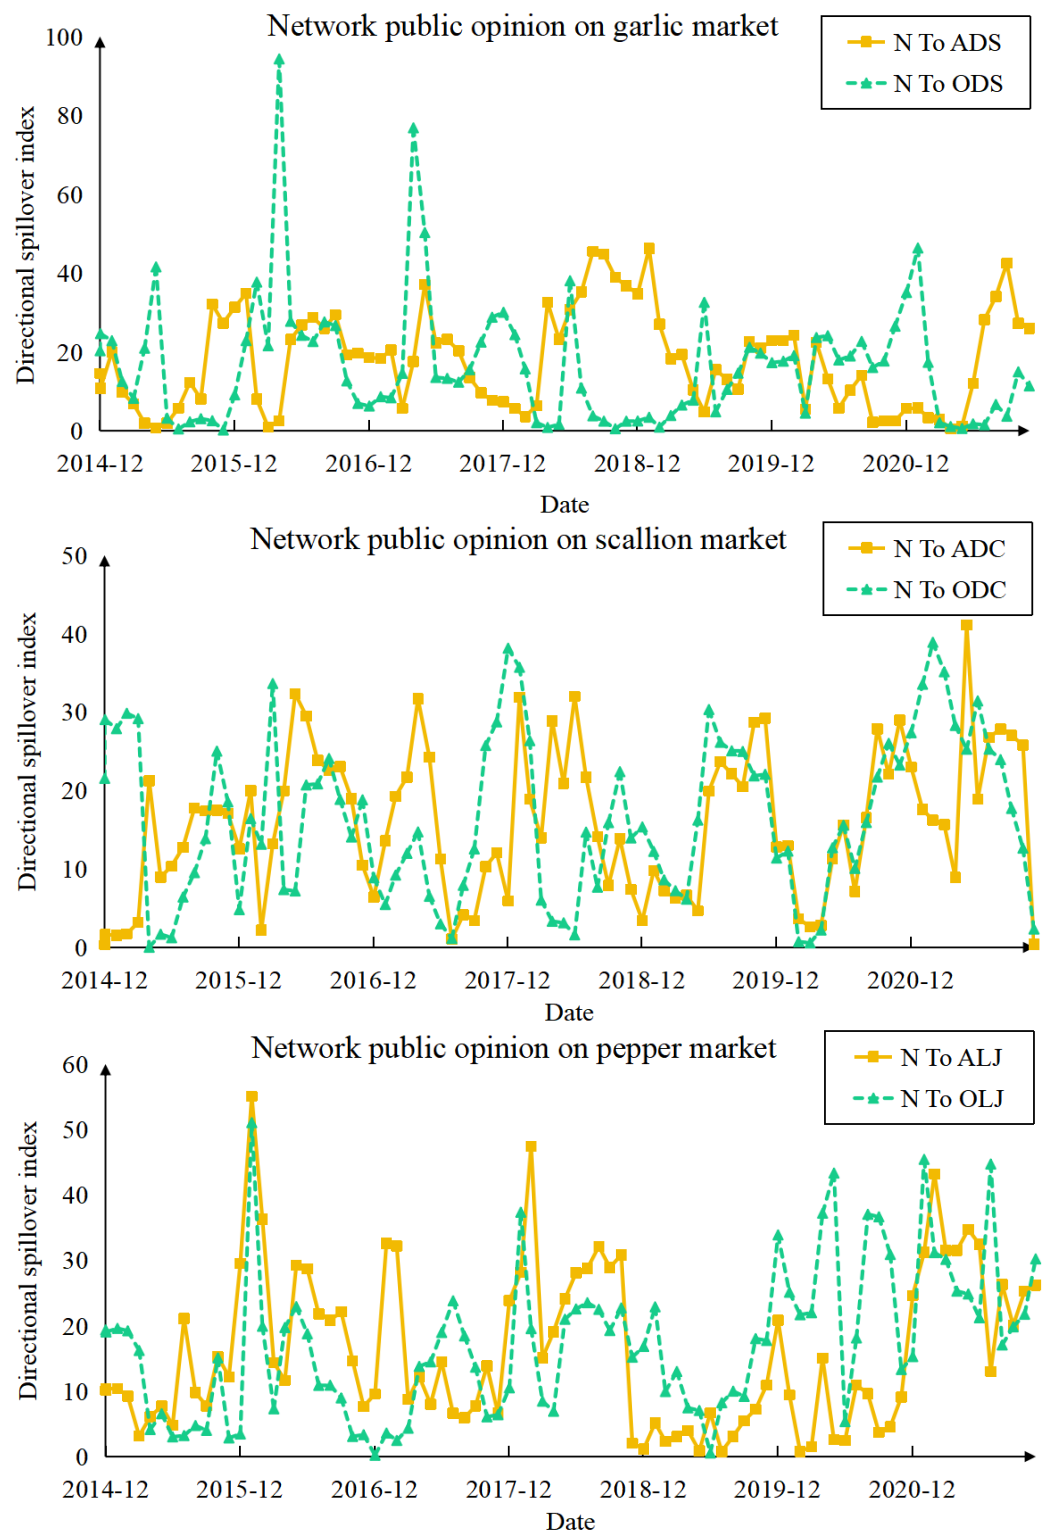 Network public opinion on garlic market
N To ADS
N To ODS
Directional spillover index
100
80
60
40
20
0
2014-12 2015-12 2016-12 2017-12 2018-12 2019-12 2020-12
Date
Network public opinion on scallion market
N To ADC
N To ODC
Directional spillover index
50
40
30
20
10
0
2014-12 2015-12 2016-12 2017-12 2018-12 2019-12 2020-12
Date
Network public opinion on pepper market
N To ALJ
N To OLJ
Directional spillover index
60
50
40
30
20
10
0
2014-12 2015-12 2016-12 2017-12 2018-12 2019-12 2020-12
Date